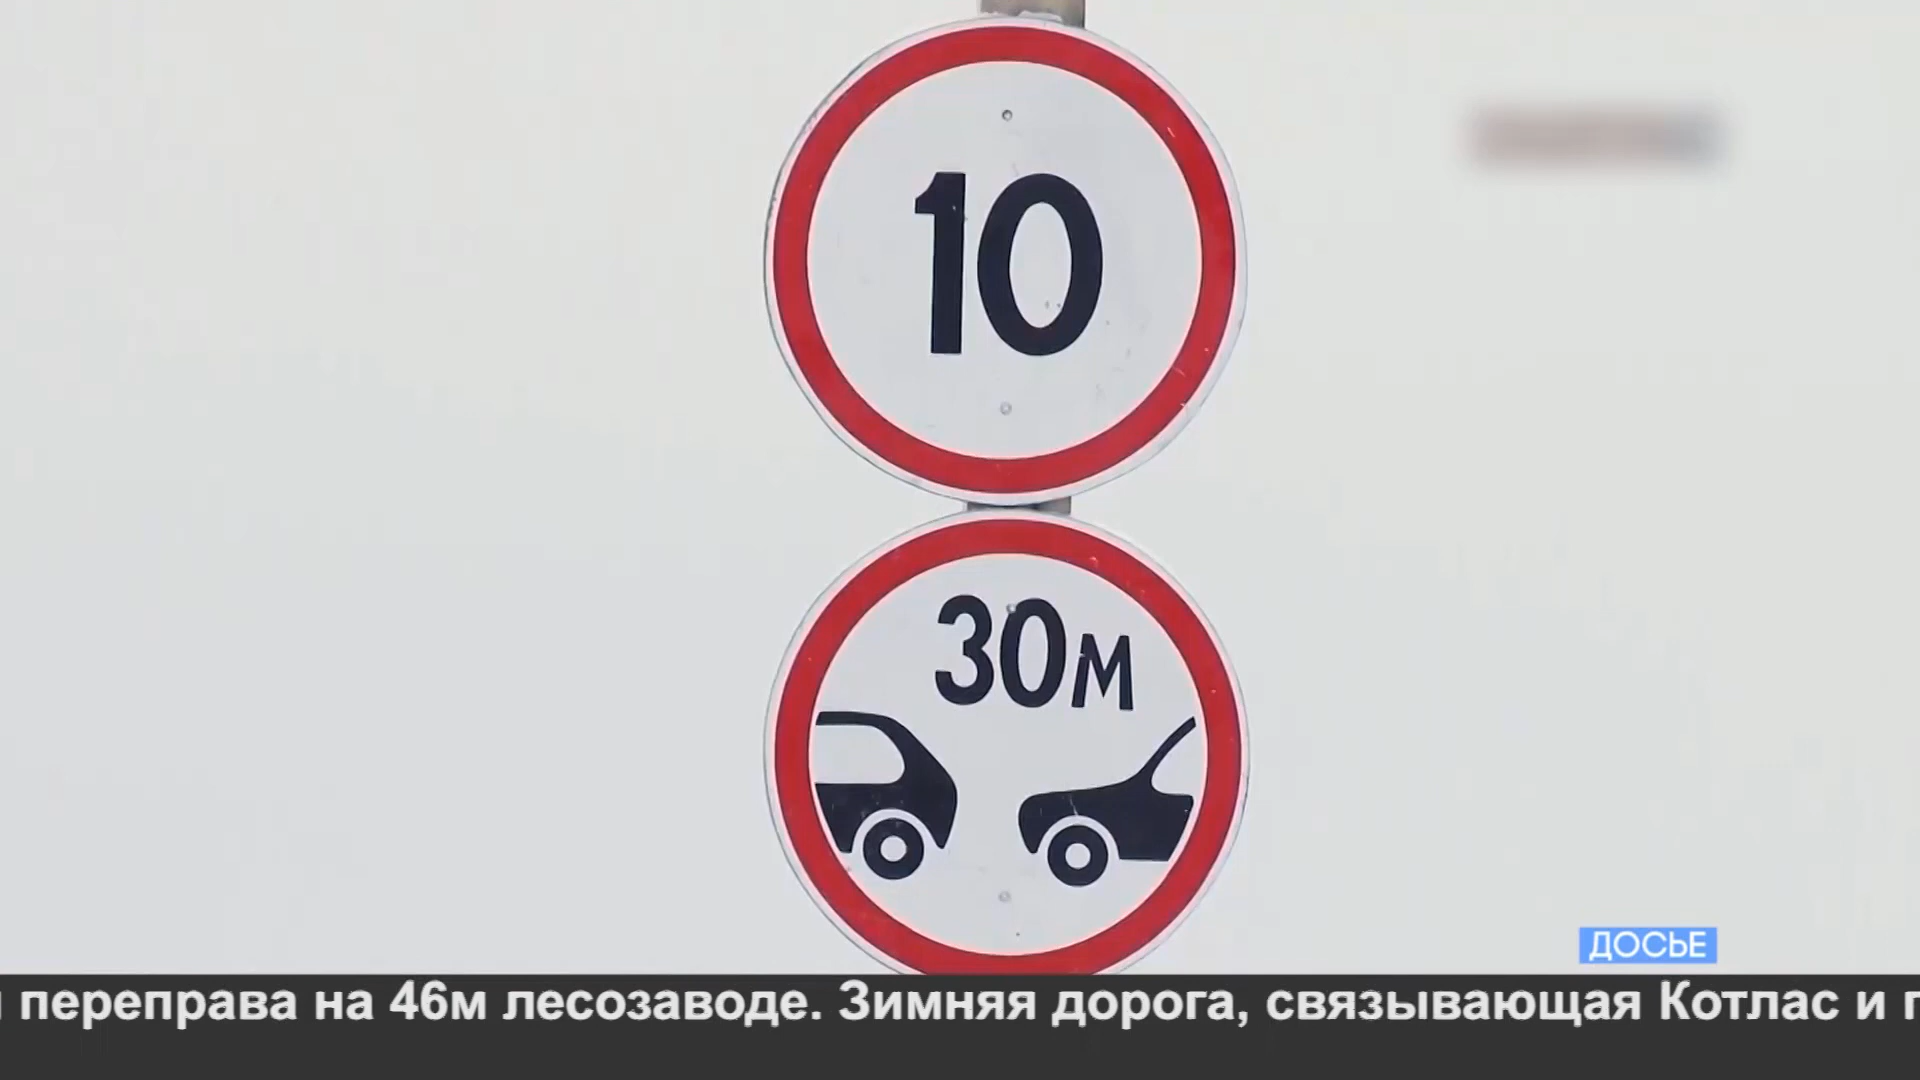 10
30м
ДОСЬЕ
переправа на 46м лесозаводе. Зимняя дорога, связывающая Котлас и